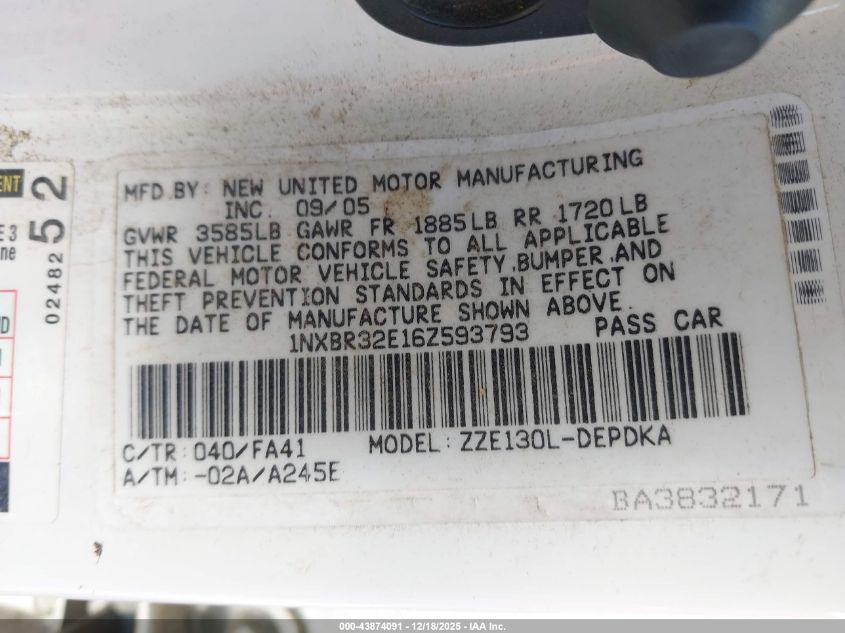 MFD.BY: NEW UNITED MOTOR MANUFACTURING
INC. 09/05
GVWR 3585LB GAWR FR 1885LB RR 1720LB
THIS VEHICLE CONFORMS TO ALL APPLICABLE
FEDERAL MOTOR VEHICLE SAFETY,BUMPER,AND
THEFT PREVENTION STANDARDS IN EFFECT ON
THE DATE OF MANUFACTURE SHOWN ABOVE.
1NXBR32E16Z593793 PASS CAR
C/TR: 040/FA41 MODEL: ZZE130L-DEPDKA
A/TM: -02A/A245E
BA3832171
02482 52
000-43874091 - 12/18/2025 - IAA Inc.